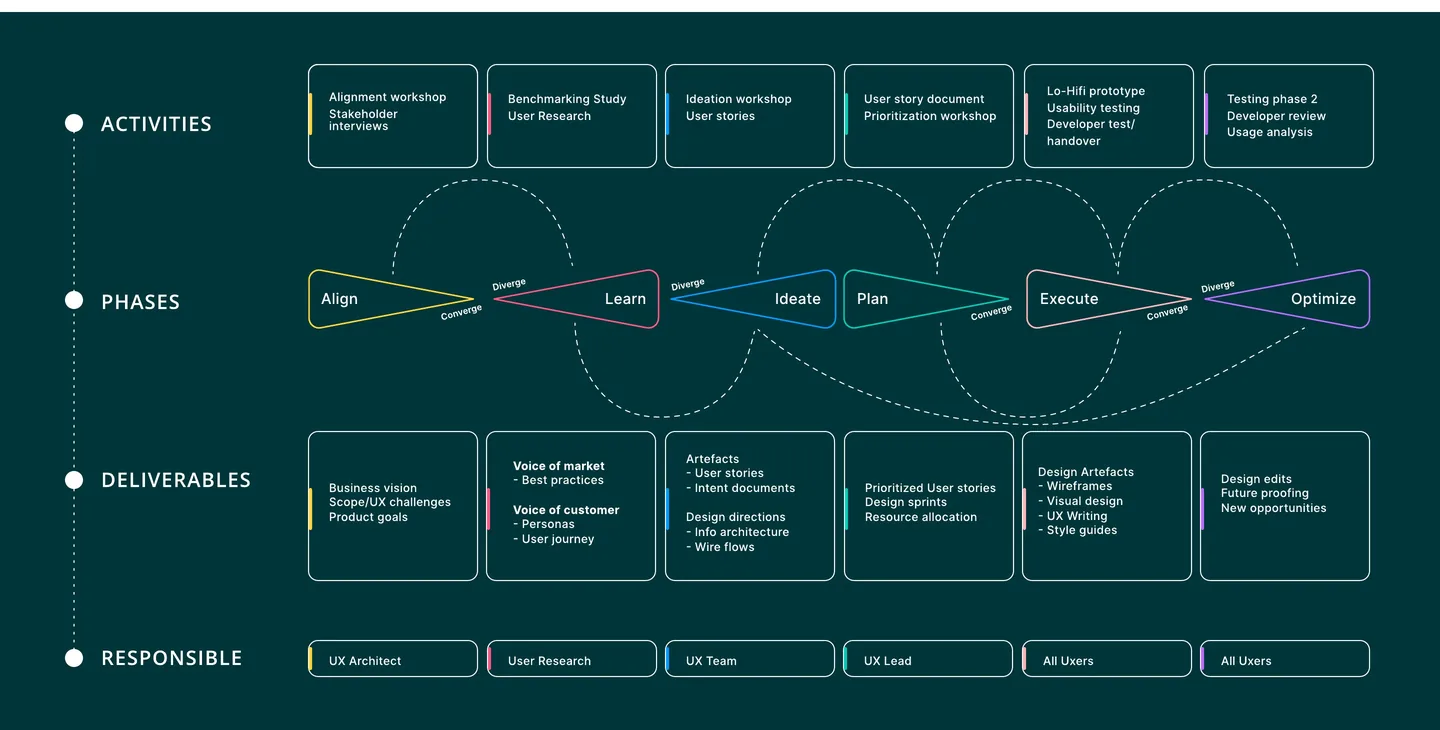 ACTIVITIES
Alignment workshop
Stakeholder
interviews
Benchmarking Study
User Research
Ideation workshop
User stories
User story document
Prioritization workshop
Lo-Hifi prototype
Usability testing
Developer test/
handover
Testing phase 2
Developer review
Usage analysis
PHASES
Align
Converge
Diverge
Learn
Diverge
Ideate
Plan
Converge
Execute
Converge
Diverge
Optimize
DELIVERABLES
Business vision
Scope/UX challenges
Product goals
Voice of market
- Best practices
Voice of customer
- Personas
- User journey
Artefacts
- User stories
- Intent documents
Design directions
- Info architecture
- Wire flows
Prioritized User stories
Design sprints
Resource allocation
Design Artefacts
- Wireframes
- Visual design
- UX Writing
- Style guides
Design edits
Future proofing
New opportunities
RESPONSIBLE
UX Architect
User Research
UX Team
UX Lead
All Uxers
All Uxers